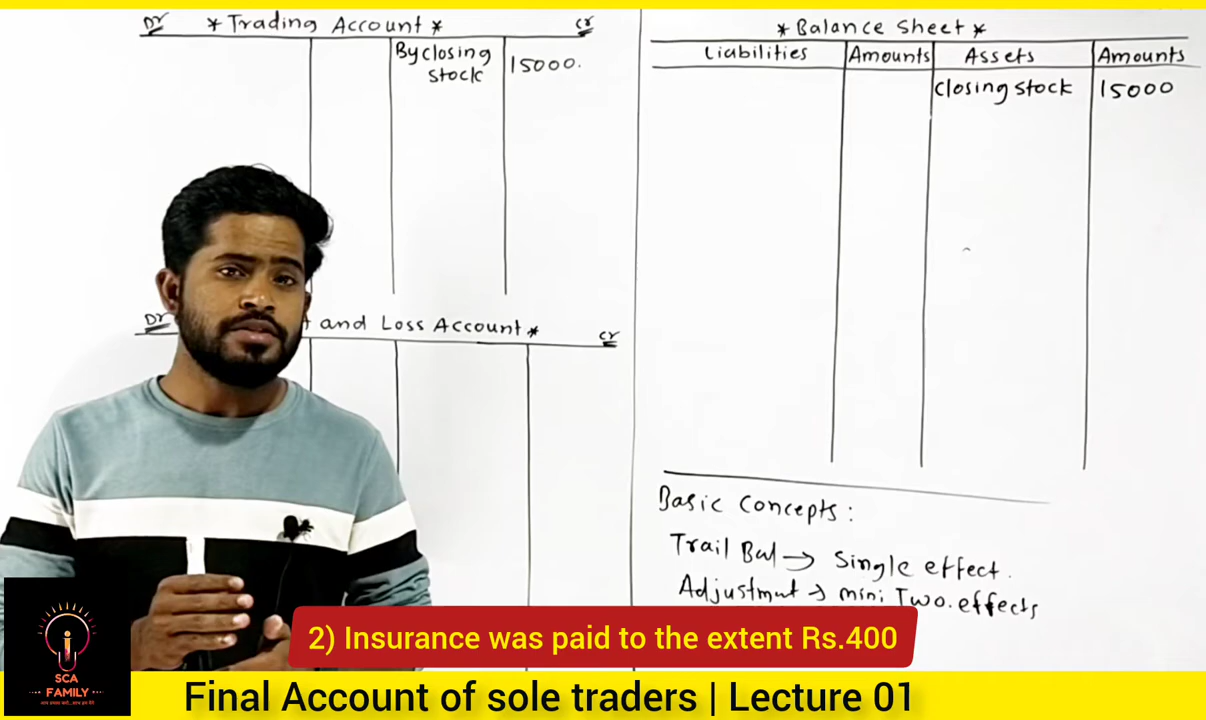 Dr * Trading Account * cr
By closing stock 15000.
Dr and Loss Account * cr
* Balance Sheet *
Liabilities Amounts Assets Amounts
closing stock 15000
Basic Concepts:
Trail Bal → Single effect.
Adjustmut → mini Two.effects
2) Insurance was paid to the extent Rs.400
SCA
FAMILY
Final Account of sole traders | Lecture 01